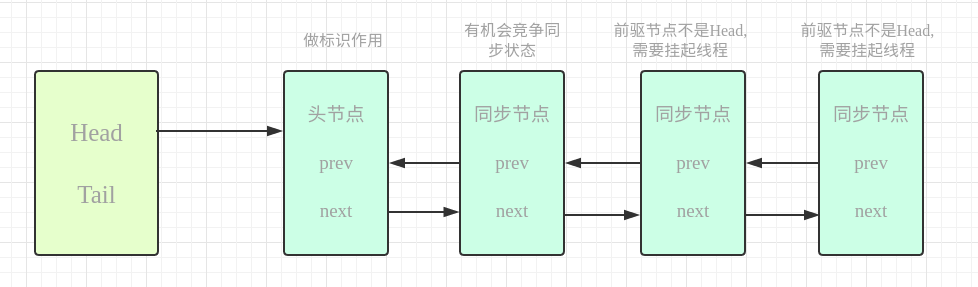 做标识作用
有机会竞争同
步状态
前驱节点不是Head,
需要挂起线程
前驱节点不是Head,
需要挂起线程
Head
Tail
头节点
prev
next
同步节点
prev
next
同步节点
prev
next
同步节点
prev
next